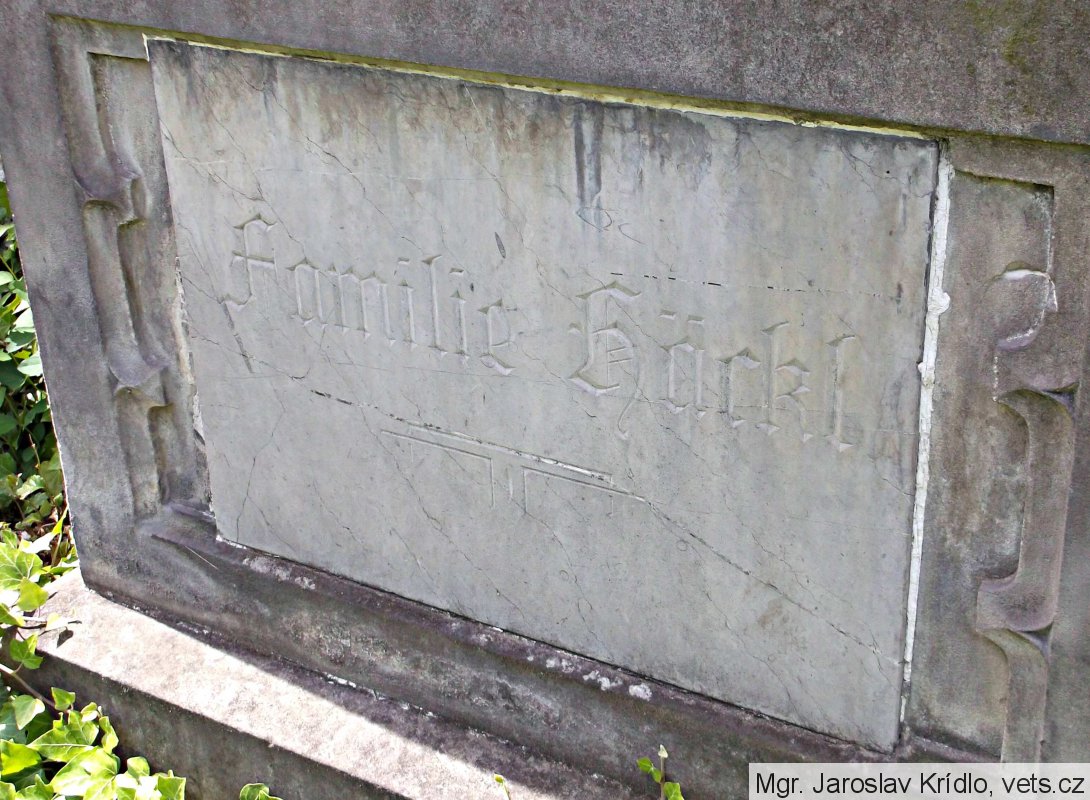 Familie Häckl
Mgr. Jaroslav Krídlo, vets.cz